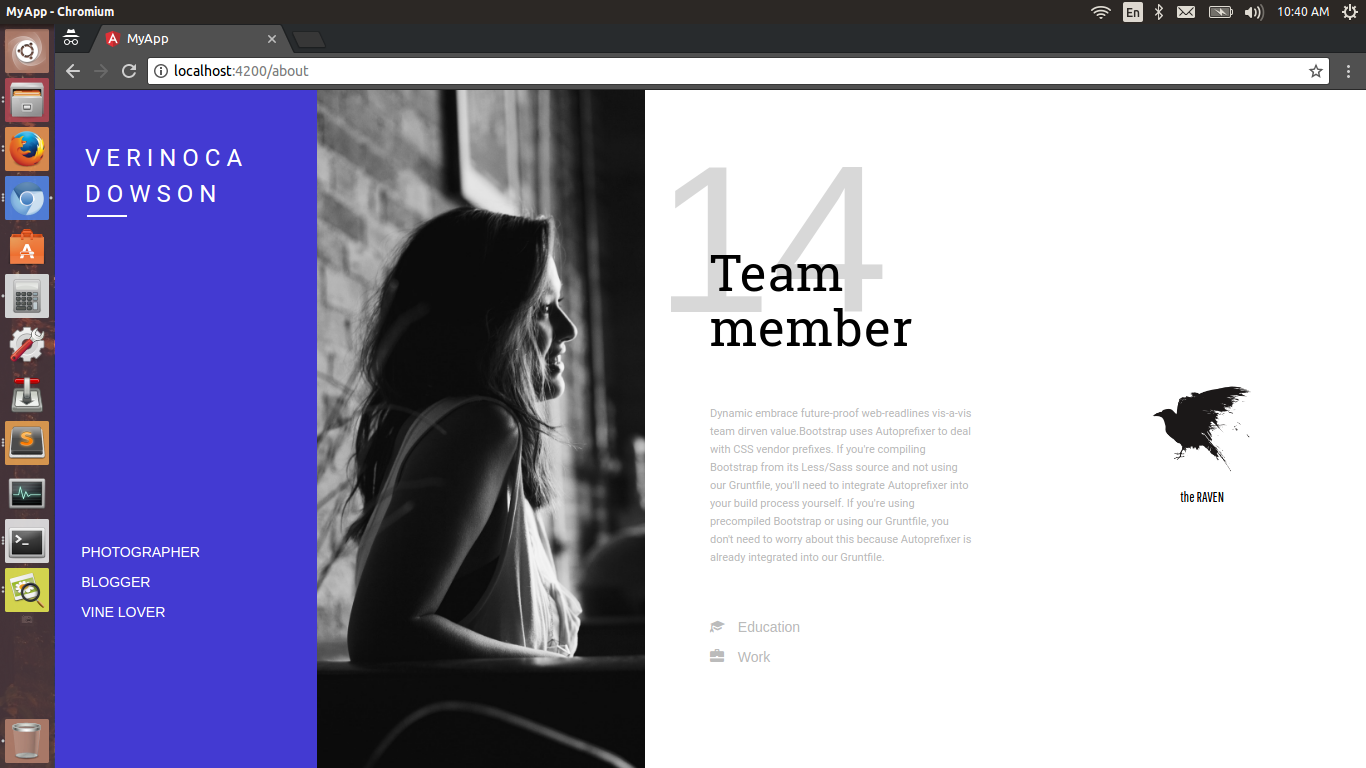 MyApp - Chromium
En
10:40 AM
MyApp
localhost:4200/about
VERINOCA
DOWSON
PHOTOGRAPHER
BLOGGER
VINE LOVER
14
Team
member
Dynamic embrace future-proof web-readlines vis-a-vis
team dirven value.Bootstrap uses Autoprefixer to deal
with CSS vendor prefixes. If you're compiling
Bootstrap from its Less/Sass source and not using
our Gruntfile, you'll need to integrate Autoprefixer into
your build process yourself. If you're using
precompiled Bootstrap or using our Gruntfile, you
don't need to worry about this because Autoprefixer is
already integrated into our Gruntfile.
Education
Work
the RAVEN